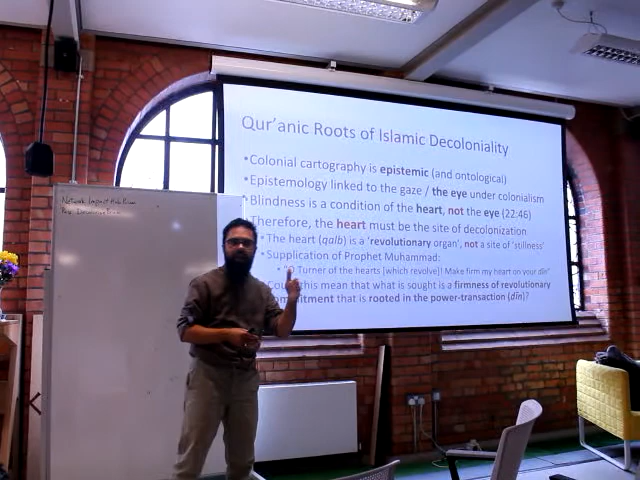 Qur'anic Roots of Islamic Decoloniality
•Colonial cartography is epistemic (and ontological)
•Epistemology linked to the gaze / the eye under colonialism
•Blindness is a condition of the heart, not the eye (22:46)
•Therefore, the heart must be the site of decolonization
•The heart (qalb) is a 'revolutionary organ', not a site of 'stillness'
•Supplication of Prophet Muhammad:
•"O Turner of the hearts [which revolve]! Make firm my heart on your dīn"
this mean that what is sought is a firmness of revolutionary
commitment that is rooted in the power-transaction (dīn)?
Network Impact Hub